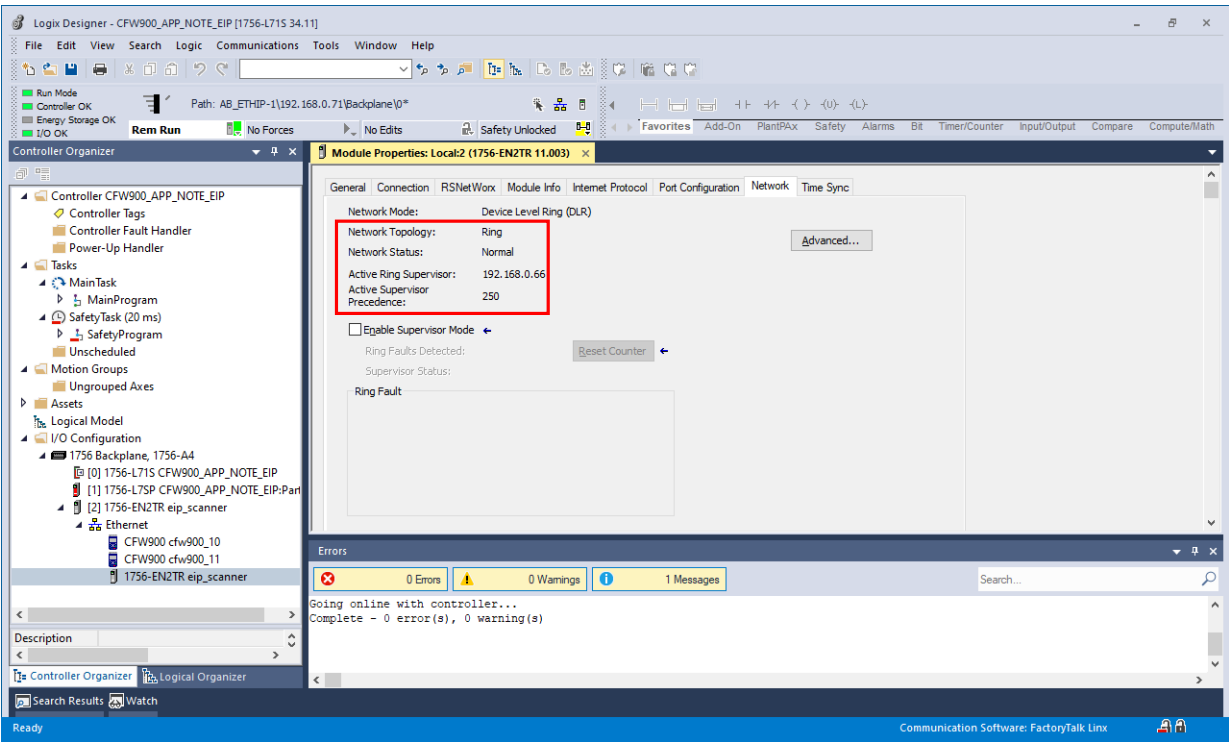 Logix Designer - CFW900_APP_NOTE_EIP [1756-L71S 34.11]
File Edit View Search Logic Communications Tools Window Help
Run Mode
Controller OK
Energy Storage OK
I/O OK
Path: AB_ETHIP-1\192.168.0.71\Backplane\0*
Rem Run No Forces No Edits Safety Unlocked
Favorites Add-On PlantPAx Safety Alarms Bit Timer/Counter Input/Output Compare Compute/Math
Controller Organizer
Controller CFW900_APP_NOTE_EIP
Controller Tags
Controller Fault Handler
Power-Up Handler
Tasks
MainTask
MainProgram
SafetyTask (20 ms)
SafetyProgram
Unscheduled
Motion Groups
Ungrouped Axes
Assets
Logical Model
I/O Configuration
1756 Backplane, 1756-A4
[0] 1756-L71S CFW900_APP_NOTE_EIP
[1] 1756-L7SP CFW900_APP_NOTE_EIP:Part
[2] 1756-EN2TR eip_scanner
Ethernet
CFW900 cfw900_10
CFW900 cfw900_11
1756-EN2TR eip_scanner
Description
Controller Organizer Logical Organizer
Module Properties: Local:2 (1756-EN2TR 11.003)
General Connection RSNetWorx Module Info Internet Protocol Port Configuration Network Time Sync
Network Mode: Device Level Ring (DLR)
Network Topology: Ring
Network Status: Normal
Advanced...
Active Ring Supervisor: 192.168.0.66
Active Supervisor
Precedence: 250
Enable Supervisor Mode
Ring Faults Detected: Reset Counter
Supervisor Status:
Ring Fault
Errors
0 Errors 0 Warnings 1 Messages Search...
Going online with controller...
Complete - 0 error(s), 0 warning(s)
Search Results Watch
Ready Communication Software: FactoryTalk Linx